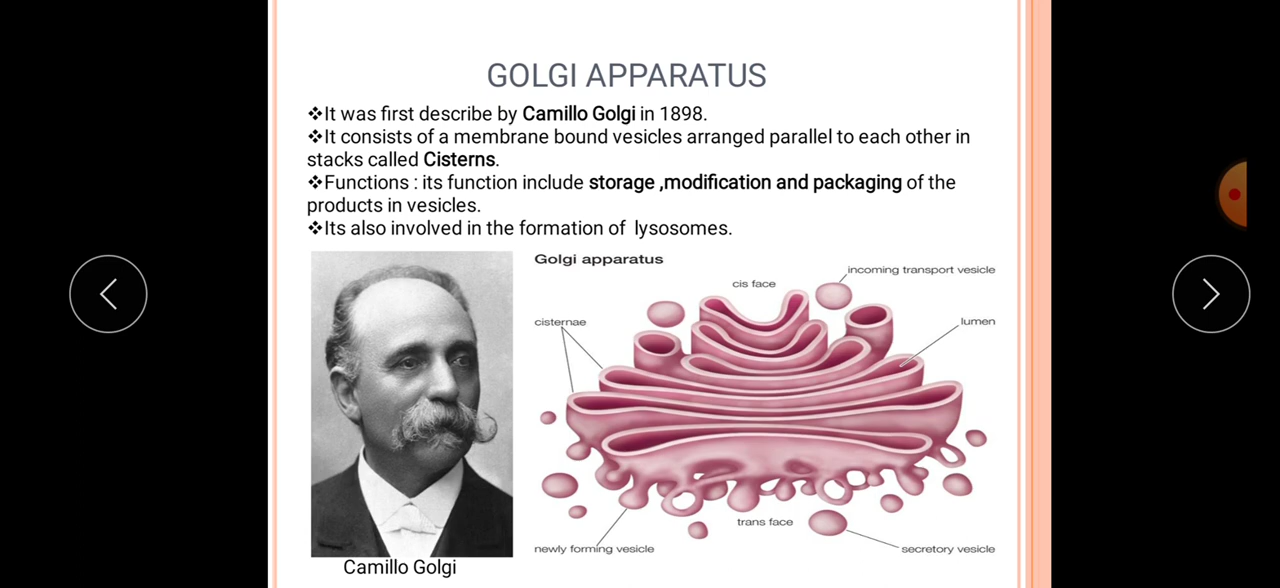 GOLGI APPARATUS
❖It was first describe by Camillo Golgi in 1898.
❖It consists of a membrane bound vesicles arranged parallel to each other in
stacks called Cisterns.
❖Functions : its function include storage ,modification and packaging of the
products in vesicles.
❖Its also involved in the formation of lysosomes.
Golgi apparatus
incoming transport vesicle
cis face
cisternae
lumen
trans face
newly forming vesicle
secretory vesicle
Camillo Golgi